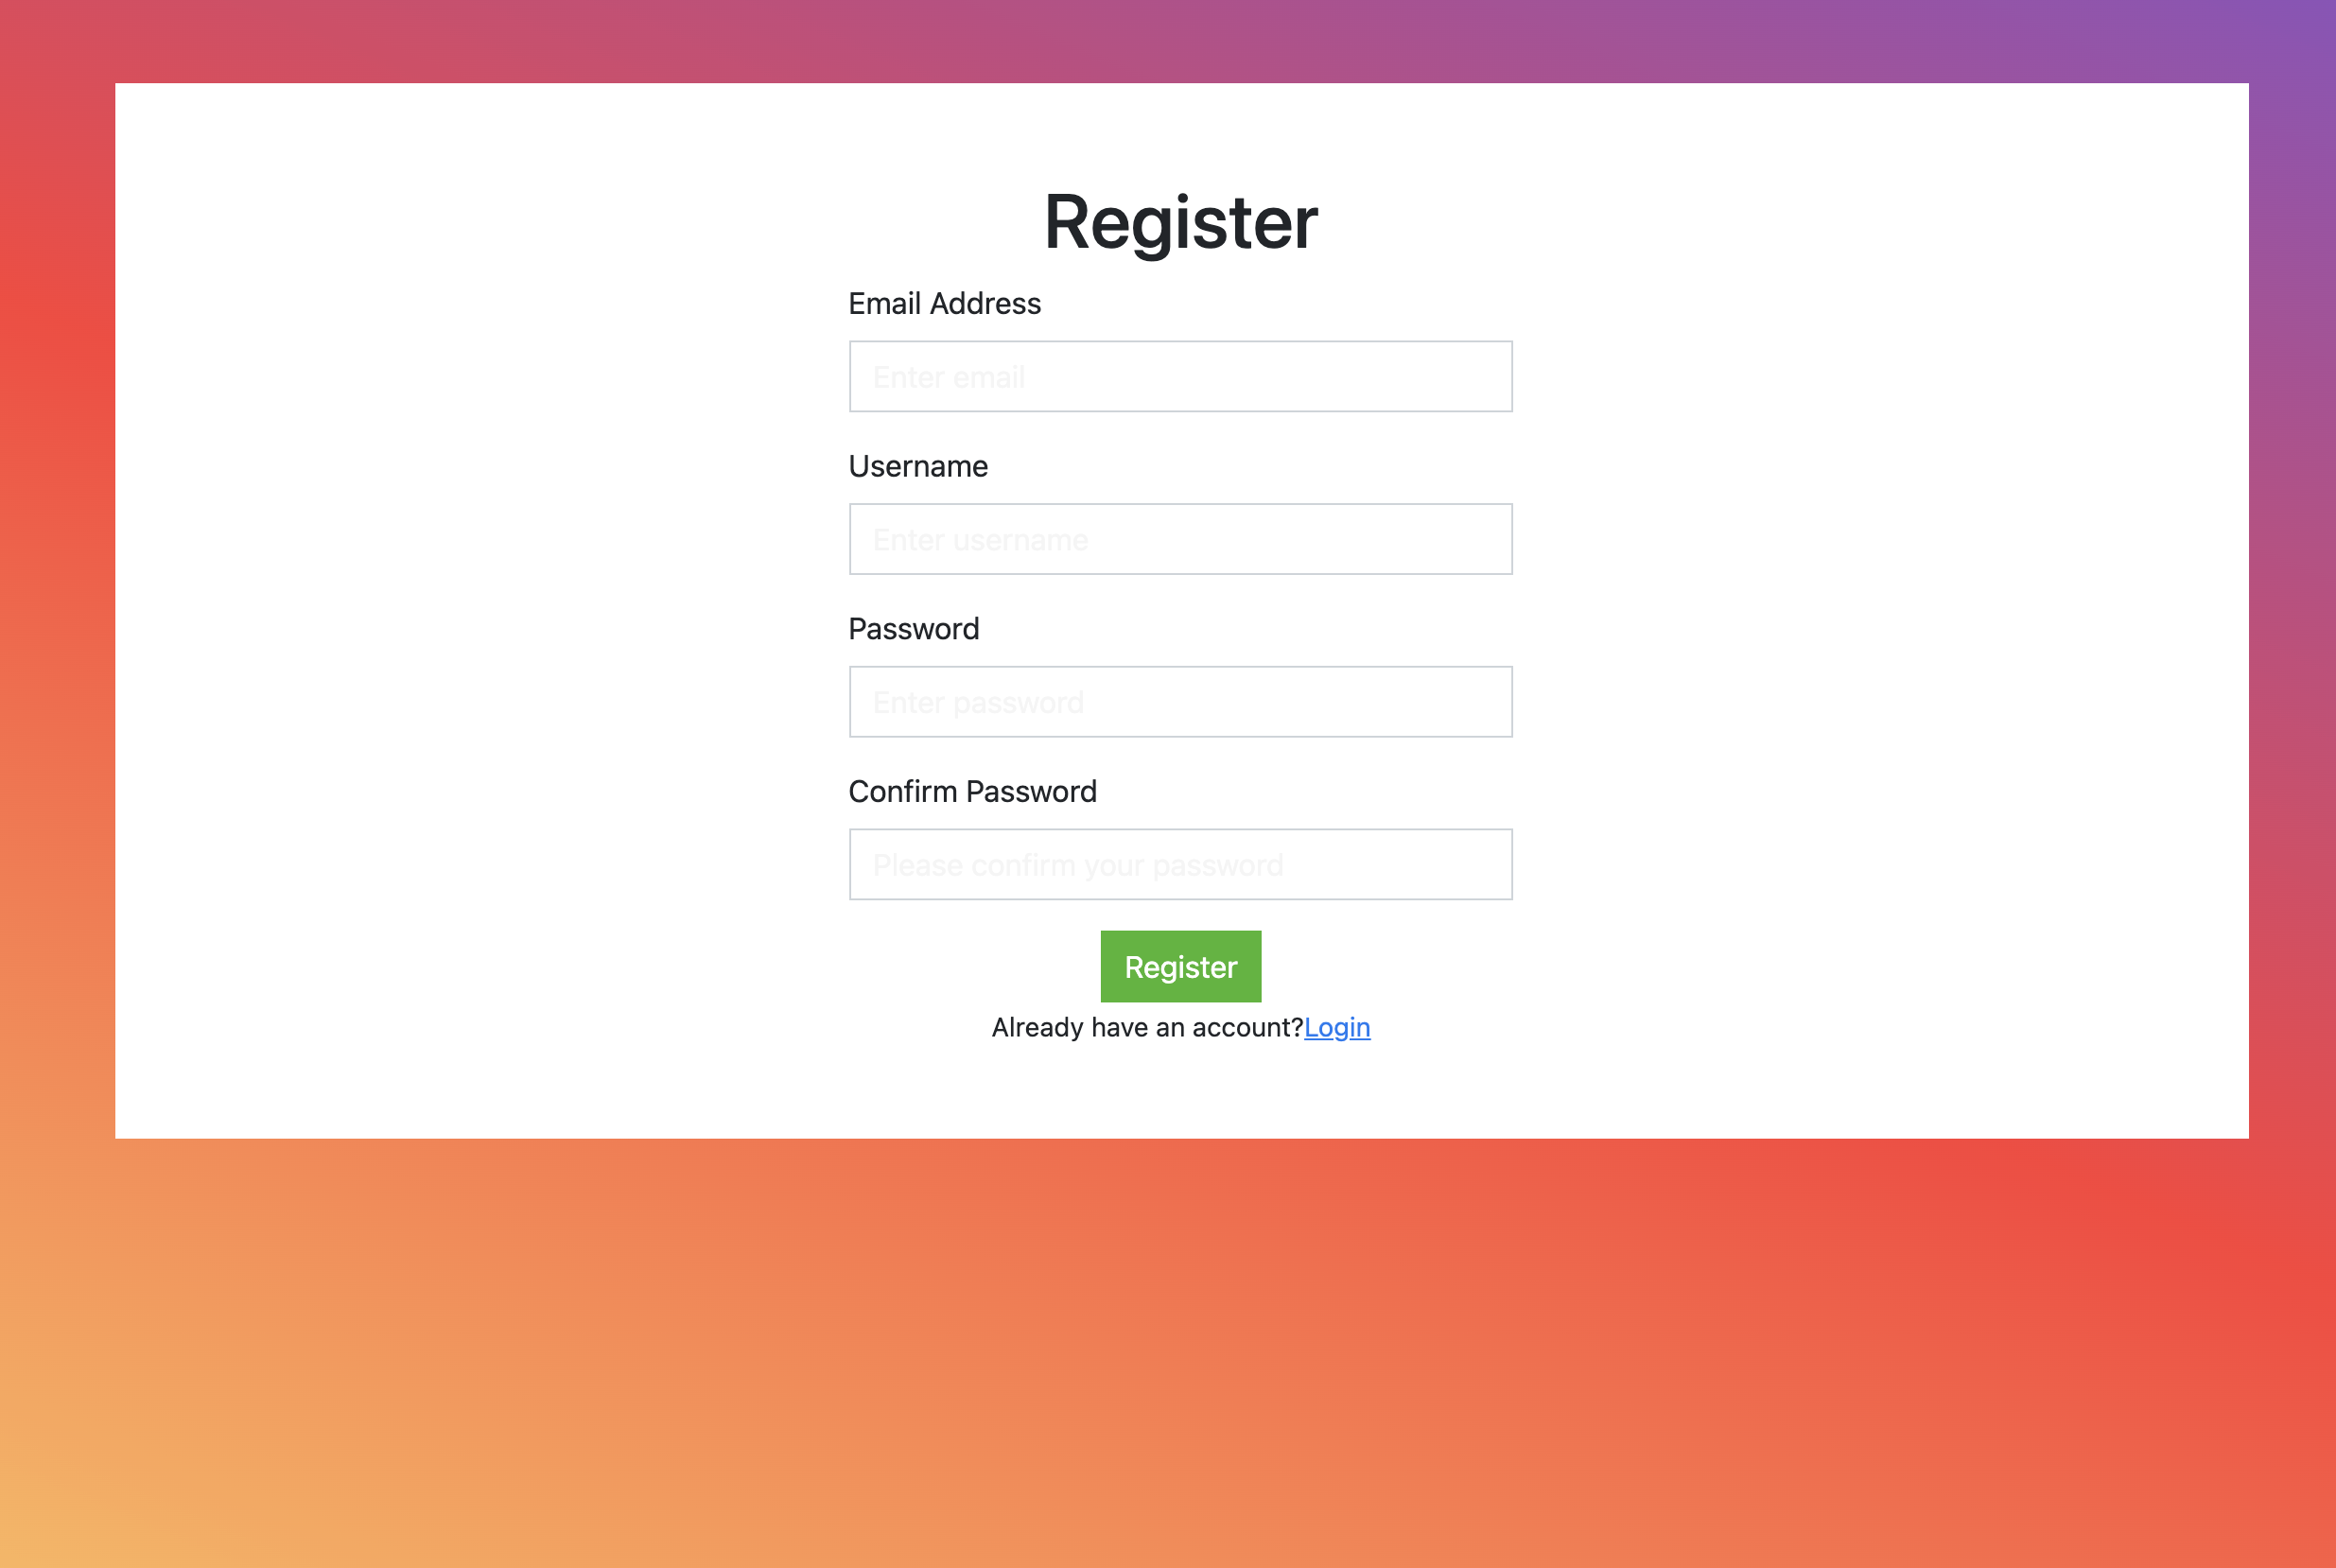 Register
Email Address
Enter email
Username
Enter username
Password
Enter password
Confirm Password
Please confirm your password
Register
Already have an account?Login